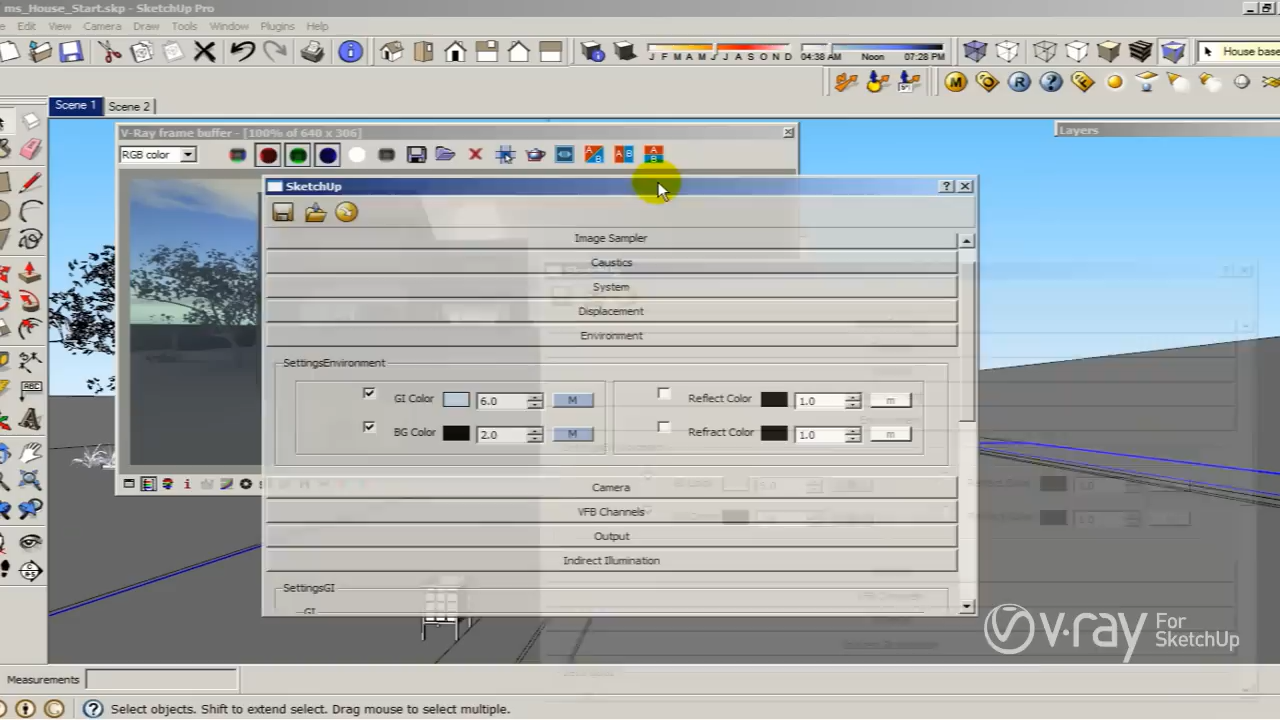 ms_House_Start.skp - SketchUp Pro
Edit View Camera Draw Tools Window Plugins Help
J F M A M J J A S O N D 04:38 AM Noon 07:28 PM House base
M O R ?
Scene 1 Scene 2
V-Ray frame buffer - [100% of 640 x 306]
Layers
RGB color
SketchUp
Image Sampler
Caustics
System
Displacement
Environment
SettingsEnvironment
GI Color 6.0 M Reflect Color 1.0 m
BG Color 2.0 M Refract Color 1.0 m
Camera
VFB Channels
Output
Indirect Illumination
SettingsGI
GI
ABC
v·ray For SketchUp
Measurements
Select objects. Shift to extend select. Drag mouse to select multiple.